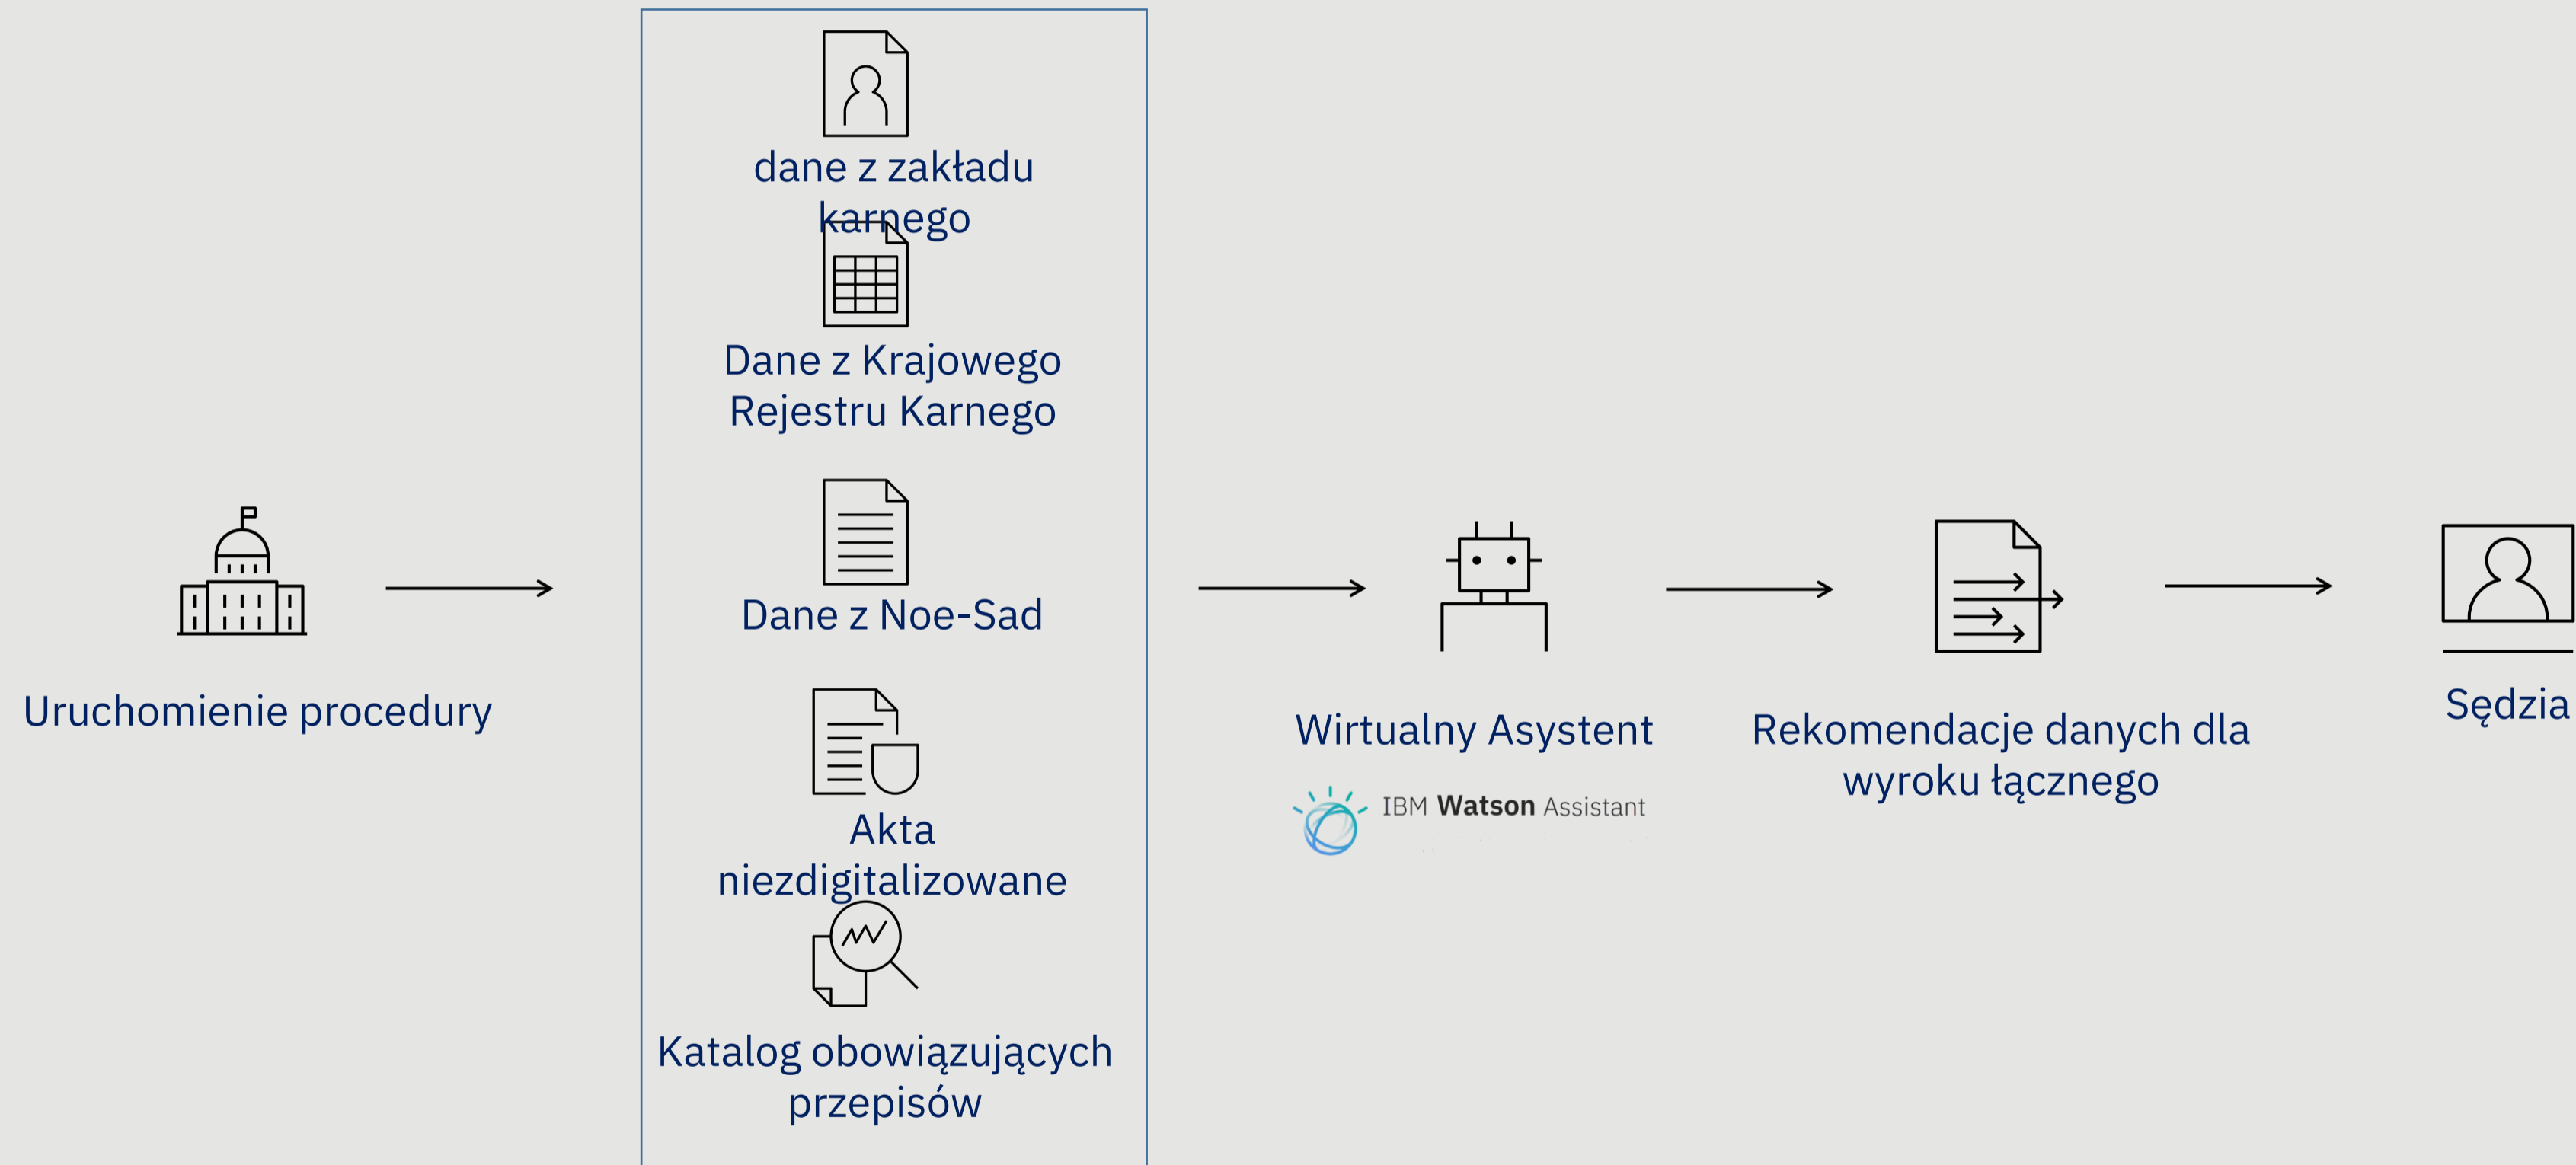 Uruchomienie procedury
dane z zakładu
karnego
Dane z Krajowego
Rejestru Karnego
Dane z Noe-Sad
Akta
niezdigitalizowane
Katalog obowiązujących
przepisów
Wirtualny Asystent
IBM Watson Assistant
Rekomendacje danych dla
wyroku łącznego
Sędzia